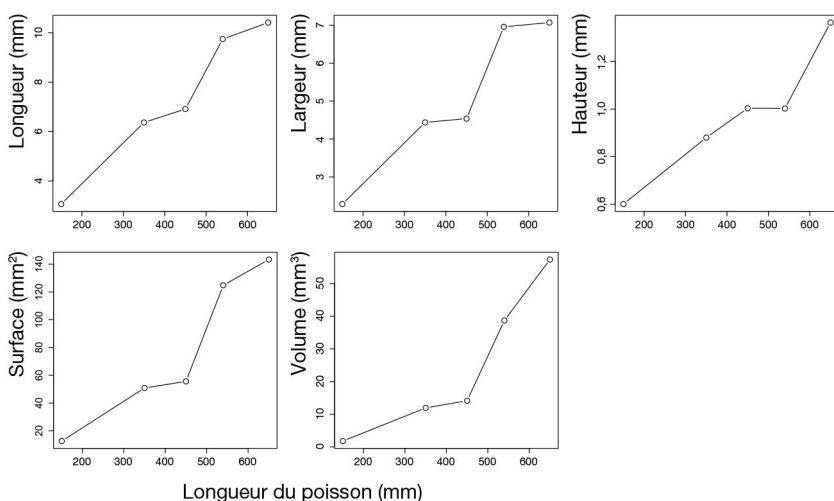 Longueur (mm)
4
6
8
10
200 300 400 500 600
Largeur (mm)
3
4
5
6
7
200 300 400 500 600
Hauteur (mm)
0,6
0,8
1,0
1,2
200 300 400 500 600
Surface (mm²)
20
40
60
80
100
120
140
200 300 400 500 600
Volume (mm³)
0
10
20
30
40
50
200 300 400 500 600
Longueur du poisson (mm)